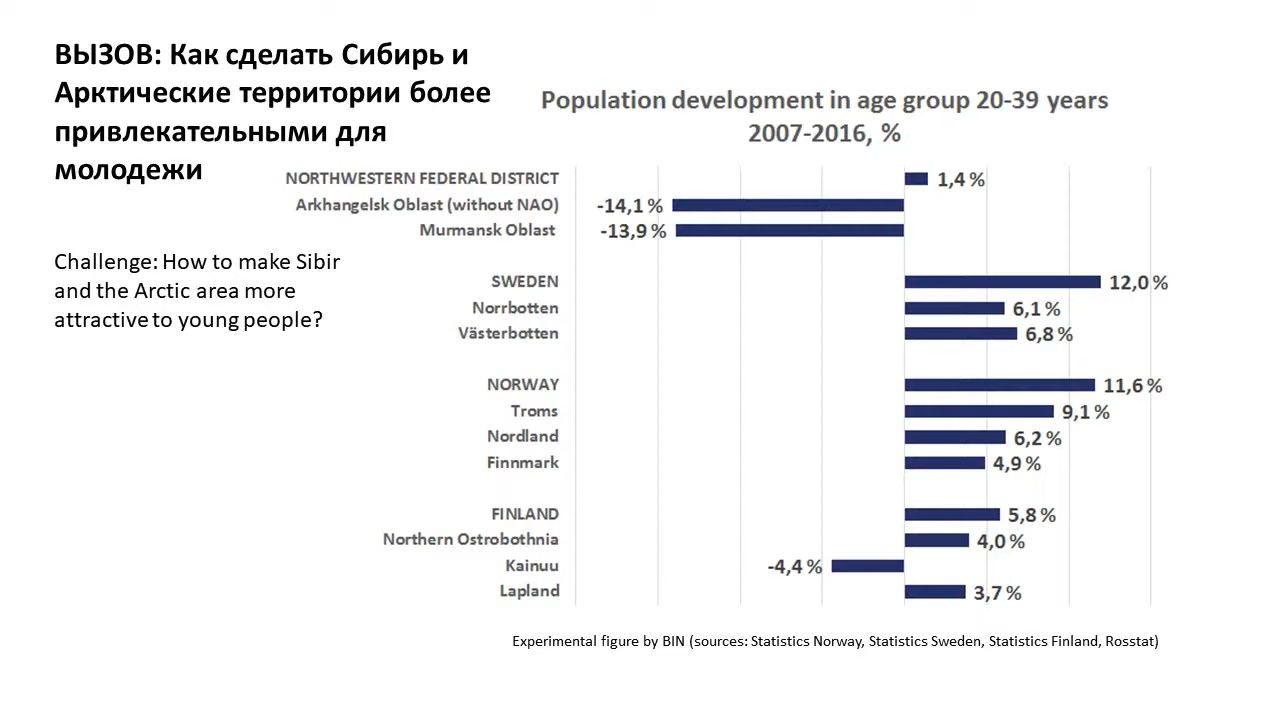 ВЫЗОВ: Как сделать Сибирь и
Арктические территории более
привлекательными для
молодежи
Challenge: How to make Sibir
and the Arctic area more
attractive to young people?
Population development in age group 20-39 years
2007-2016, %
NORTHWESTERN FEDERAL DISTRICT 1,4 %
Arkhangelsk Oblast (without NAO) -14,1 %
Murmansk Oblast -13,9 %
SWEDEN 12,0 %
Norrbotten 6,1 %
Västerbotten 6,8 %
NORWAY 11,6 %
Troms 9,1 %
Nordland 6,2 %
Finnmark 4,9 %
FINLAND 5,8 %
Northern Ostrobothnia 4,0 %
Kainuu -4,4 %
Lapland 3,7 %
Experimental figure by BIN (sources: Statistics Norway, Statistics Sweden, Statistics Finland, Rosstat)